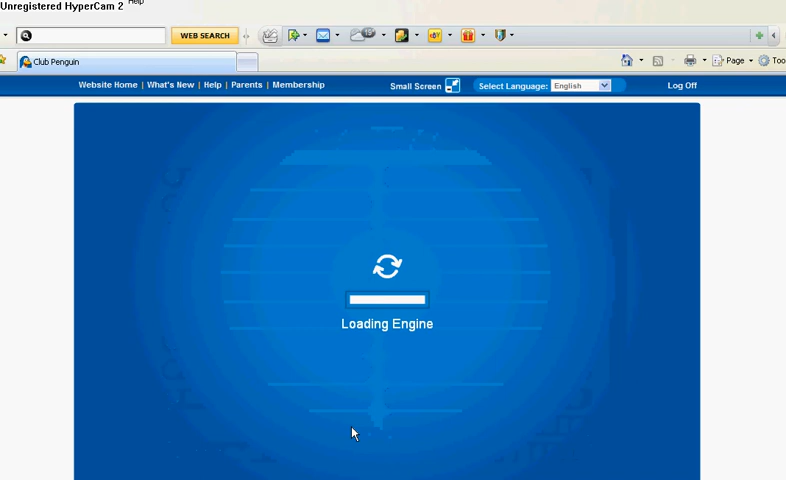 Unregistered HyperCam 2 Help
WEB SEARCH
Club Penguin
Page
Too
Website Home | What's New | Help | Parents | Membership
Small Screen
Select Language: English
Log Off
Loading Engine